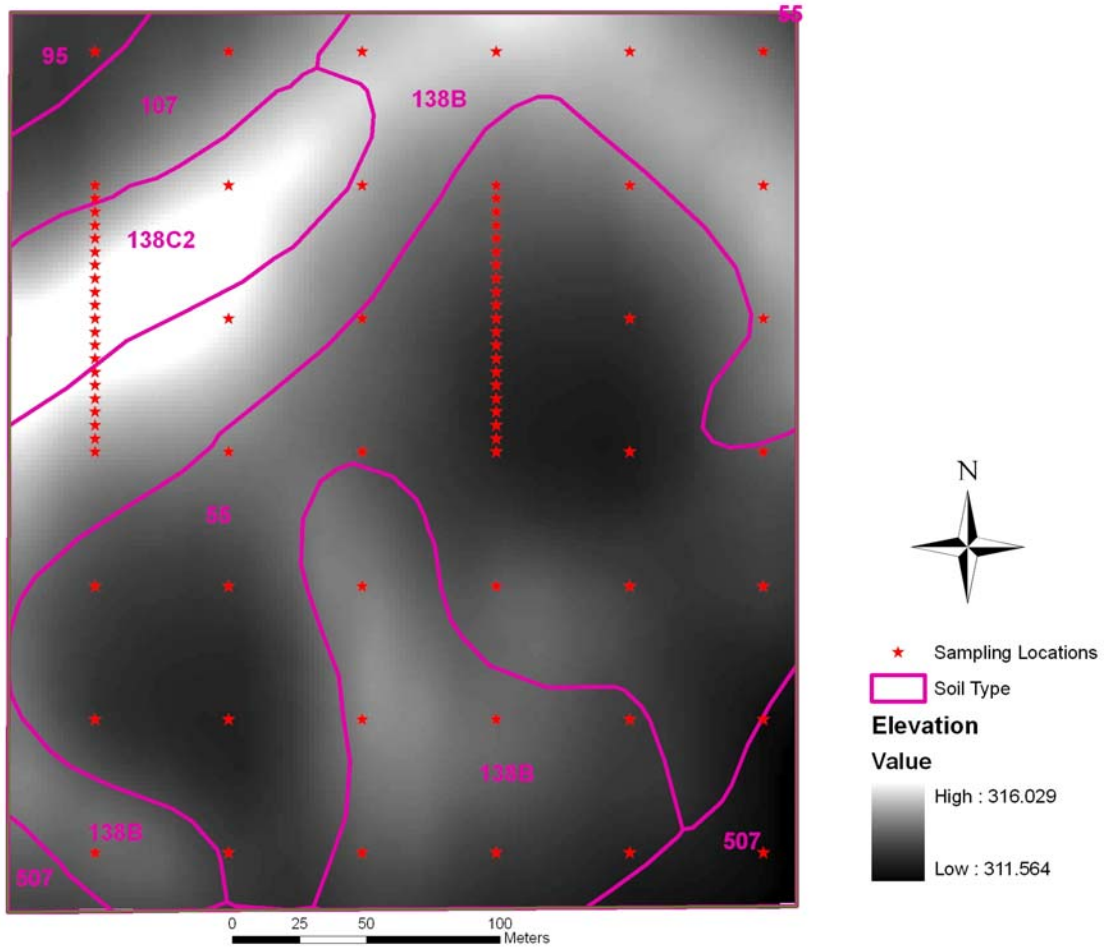 55
95
107
138B
138C2
55
138B
138B
507
507
0 25 50 100
Meters
N
Sampling Locations
Soil Type
Elevation
Value
High : 316.029
Low : 311.564